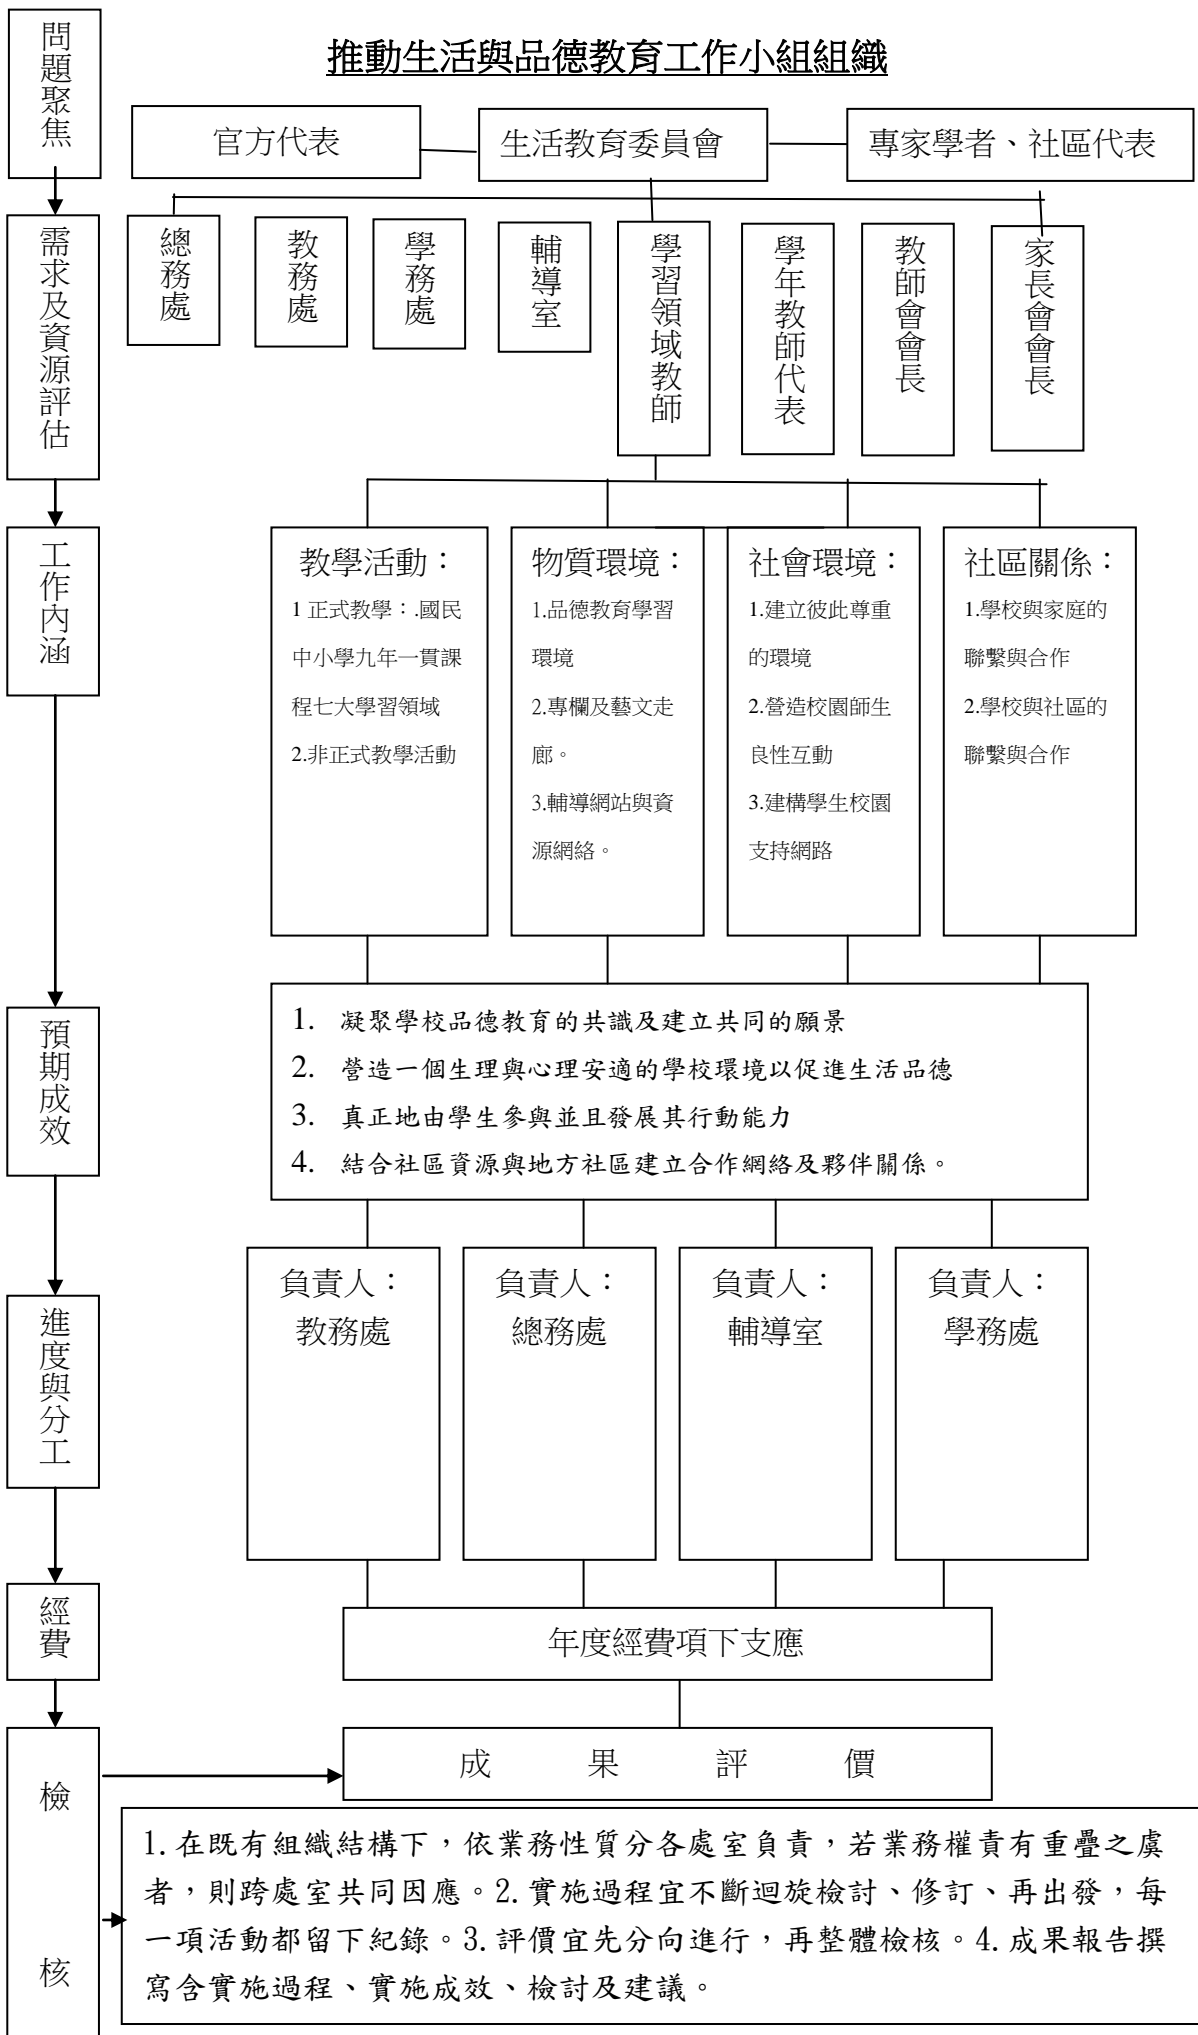 推動生活與品德教育工作小組組織
問題聚焦
官方代表
生活教育委員會
專家學者、社區代表
需求及資源評估
總務處
教務處
學務處
輔導室
學習領域教師
學年教師代表
教師會會長
家長會會長
工作內涵
教學活動：
1 正式教學：.國民
中小學九年一貫課
程七大學習領域
2.非正式教學活動
物質環境：
1.品德教育學習
環境
2.專欄及藝文走
廊。
3.輔導網站與資
源網絡。
社會環境：
1.建立彼此尊重
的環境
2.營造校園師生
良性互動
3.建構學生校園
支持網路
社區關係：
1.學校與家庭的
聯繫與合作
2.學校與社區的
聯繫與合作
預期成效
1. 凝聚學校品德教育的共識及建立共同的願景
2. 營造一個生理與心理安適的學校環境以促進生活品德
3. 真正地由學生參與並且發展其行動能力
4. 結合社區資源與地方社區建立合作網絡及夥伴關係。
進度與分工
負責人：
教務處
負責人：
總務處
負責人：
輔導室
負責人：
學務處
經費
年度經費項下支應
檢核
成果評價
1.在既有組織結構下，依業務性質分各處室負責，若業務權責有重疊之虞
者，則跨處室共同因應。2.實施過程宜不斷迴旋檢討、修訂、再出發，每
一項活動都留下紀錄。3.評價宜先分向進行，再整體檢核。4.成果報告撰
寫含實施過程、實施成效、檢討及建議。